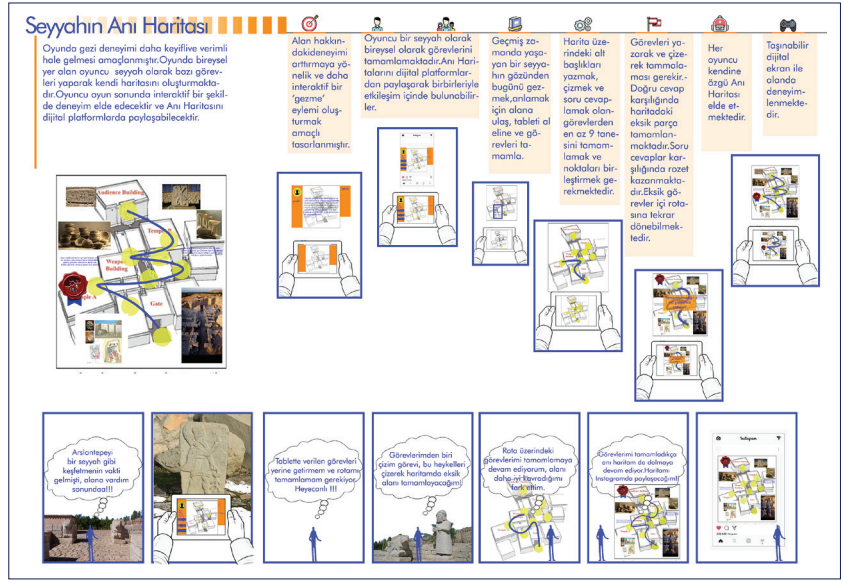 Seyyahın Anı Haritası
Oyunda gezi deneyimi daha keyiflive verimli
hale gelmesi amaçlanmıştır.Oyunda bireysel
yer alan oyuncu seyyah olarak bazı görev-
leri yaparak kendi haritasını oluşturmakta-
dır.Oyuncu oyun sonunda interaktif bir şekil-
de deneyim elde edecektir ve Anı Haritasını
dijital platformlarda paylaşabilecektir.
Alan hakkın-
dakideneyimi
arttırmaya yö-
nelik ve daha
interaktif bir
‘gezme’
eylemi oluş-
turmak
amaçlı
tasarlanmıştır.
Oyuncu bir seyyah olarak
bireysel olarak görevlerini
tamamlamaktadır.Anı Hari-
talarını dijital platformlar-
dan paylaşarak birbirleriyle
etkileşim içinde bulunabilir-
ler.
Geçmiş za-
manda yaşa-
yan bir seyya-
hın gözünden
bugünü gez-
mek,anlamak
için alana
ulaş, tableti al
eline ve gö-
revleri ta-
mamla.
Harita üze-
rindeki alt
başlıkları
yazmak,
çizmek ve
soru cevap-
lamak olan-
görevlerden
en az 9 tane-
sini tamam-
lamak ve
noktaları bir-
leştirmek ge-
rekmektedir.
Görevleri ya-
zarak ve çize-
rek tammala-
ması gerekir.-
Doğru cevap
karşılığında
haritadaki
eksik parça
tamamlan-
maktadır.Soru
cevaplar kar-
şılığında rozet
kazanmakta-
dır.Eksik gö-
revler içi rota-
sına tekrar
dönebilmek-
tedir.
Her
oyuncu
kendine
özgü Anı
Haritası
elde et-
mektedir.
Taşınabilir
dijital
ekran ile
alanda
deneyim-
lenmekte-
dir.
Audience Building
Temple B
Weapon
Building
Temple A
Gate
Arslantepeyi
bir seyyah gibi
keşfetmenin vakti
gelmişti, alana vardım
sonundaa!!!
Tablette verilen görevleri
yerine getirmem ve rotamı
tamamlamam gerekiyor.
Heyecanlı !!!
Görevlerimden biri
çizim görevi, bu heykelleri
çizerek haritamda eksik
alanı tamamlayacağım!
Rota üzerindeki
görevlerimi tamamlamaya
devam ediyorum, alanı
daha iyi kavradığımı
fark ettim.
Görevlerimi tamamladıkça
anı haritam da dolmaya
devam ediyor.Haritamı
Instagramda paylaşacağım!!
Instagram